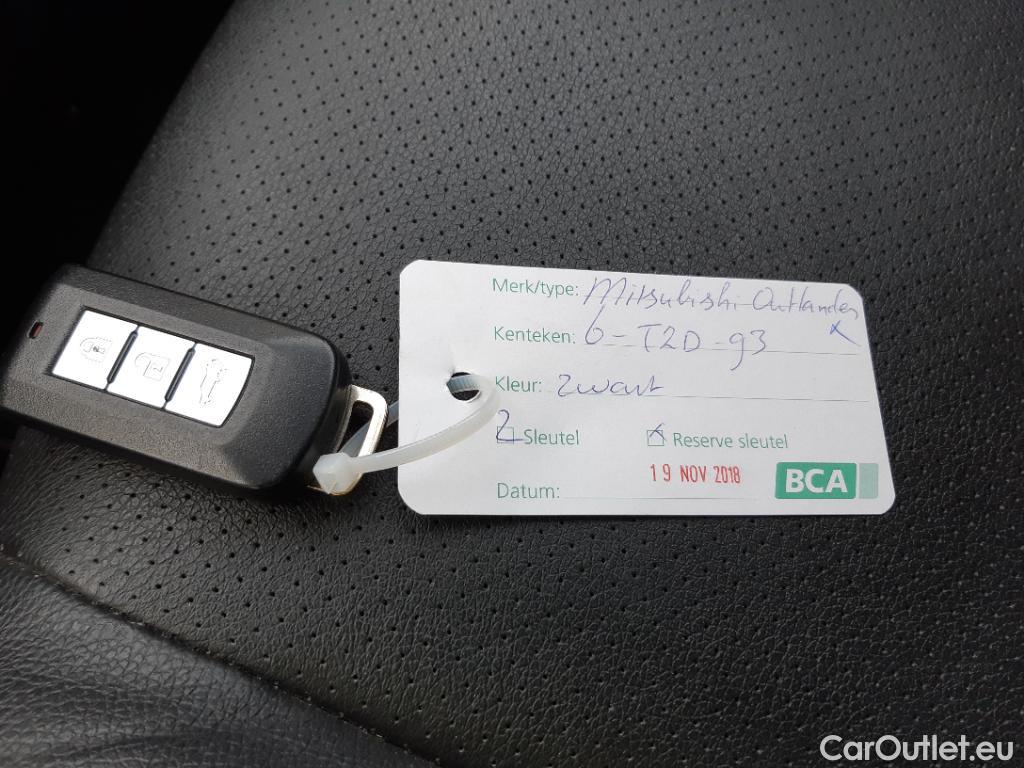 Merk/type: Mitsubishi-Outlander
Kenteken: 6-TZD-93 x
Kleur: zwart
2 Sleutel x Reserve sleutel
19 NOV 2018
Datum: BCA
CarOutlet.eu